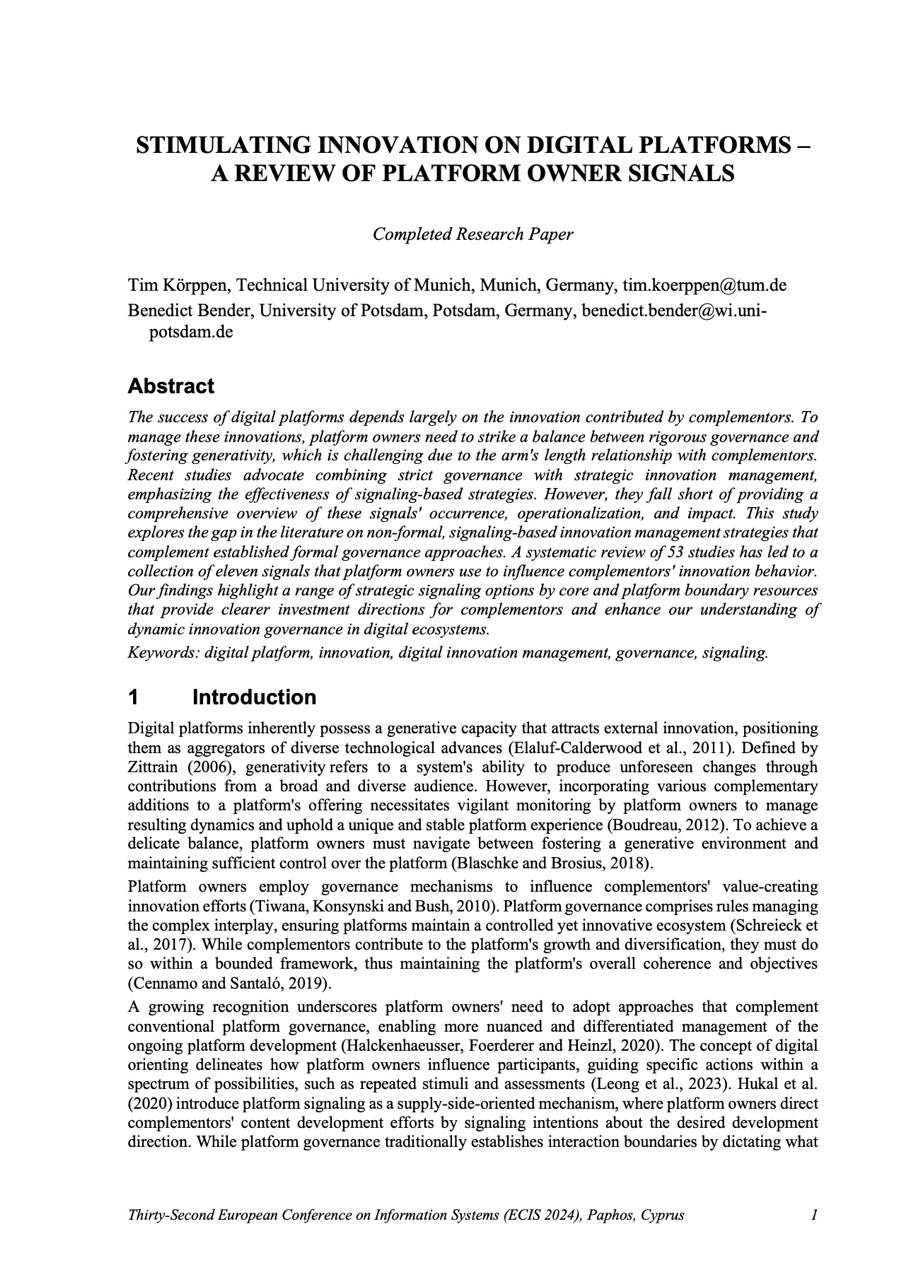 STIMULATING INNOVATION ON DIGITAL PLATFORMS –
A REVIEW OF PLATFORM OWNER SIGNALS
Completed Research Paper
Tim Körppen, Technical University of Munich, Munich, Germany, tim.koerppen@tum.de
Benedict Bender, University of Potsdam, Potsdam, Germany, benedict.bender@wi.uni-
potsdam.de
Abstract
The success of digital platforms depends largely on the innovation contributed by complementors. To
manage these innovations, platform owners need to strike a balance between rigorous governance and
fostering generativity, which is challenging due to the arm's length relationship with complementors.
Recent studies advocate combining strict governance with strategic innovation management,
emphasizing the effectiveness of signaling-based strategies. However, they fall short of providing a
comprehensive overview of these signals' occurrence, operationalization, and impact. This study
explores the gap in the literature on non-formal, signaling-based innovation management strategies that
complement established formal governance approaches. A systematic review of 53 studies has led to a
collection of eleven signals that platform owners use to influence complementors' innovation behavior.
Our findings highlight a range of strategic signaling options by core and platform boundary resources
that provide clearer investment directions for complementors and enhance our understanding of
dynamic innovation governance in digital ecosystems.
Keywords: digital platform, innovation, digital innovation management, governance, signaling.
1 Introduction
Digital platforms inherently possess a generative capacity that attracts external innovation, positioning
them as aggregators of diverse technological advances (Elaluf-Calderwood et al., 2011). Defined by
Zittrain (2006), generativity refers to a system's ability to produce unforeseen changes through
contributions from a broad and diverse audience. However, incorporating various complementary
additions to a platform's offering necessitates vigilant monitoring by platform owners to manage
resulting dynamics and uphold a unique and stable platform experience (Boudreau, 2012). To achieve a
delicate balance, platform owners must navigate between fostering a generative environment and
maintaining sufficient control over the platform (Blaschke and Brosius, 2018).
Platform owners employ governance mechanisms to influence complementors' value-creating
innovation efforts (Tiwana, Konsynski and Bush, 2010). Platform governance comprises rules managing
the complex interplay, ensuring platforms maintain a controlled yet innovative ecosystem (Schreieck et
al., 2017). While complementors contribute to the platform's growth and diversification, they must do
so within a bounded framework, thus maintaining the platform's overall coherence and objectives
(Cennamo and Santaló, 2019).
A growing recognition underscores platform owners' need to adopt approaches that complement
conventional platform governance, enabling more nuanced and differentiated management of the
ongoing platform development (Halckenhaeusser, Foerderer and Heinzl, 2020). The concept of digital
orienting delineates how platform owners influence participants, guiding specific actions within a
spectrum of possibilities, such as repeated stimuli and assessments (Leong et al., 2023). Hukal et al.
(2020) introduce platform signaling as a supply-side-oriented mechanism, where platform owners direct
complementors' content development efforts by signaling intentions about the desired development
direction. While platform governance traditionally establishes interaction boundaries by dictating what
Thirty-Second European Conference on Information Systems (ECIS 2024), Paphos, Cyprus 1